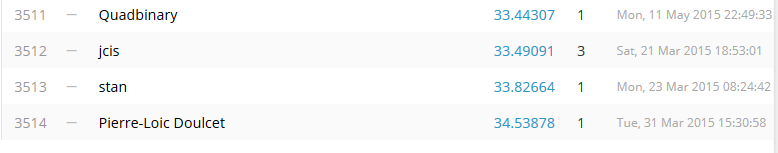 3511 — Quadbinary 33.44307 1 Mon, 11 May 2015 22:49:33
3512 — jcis 33.49091 3 Sat, 21 Mar 2015 18:53:01
3513 — stan 33.82664 1 Mon, 23 Mar 2015 08:24:42
3514 — Pierre-Loic Doulcet 34.53878 1 Tue, 31 Mar 2015 15:30:58